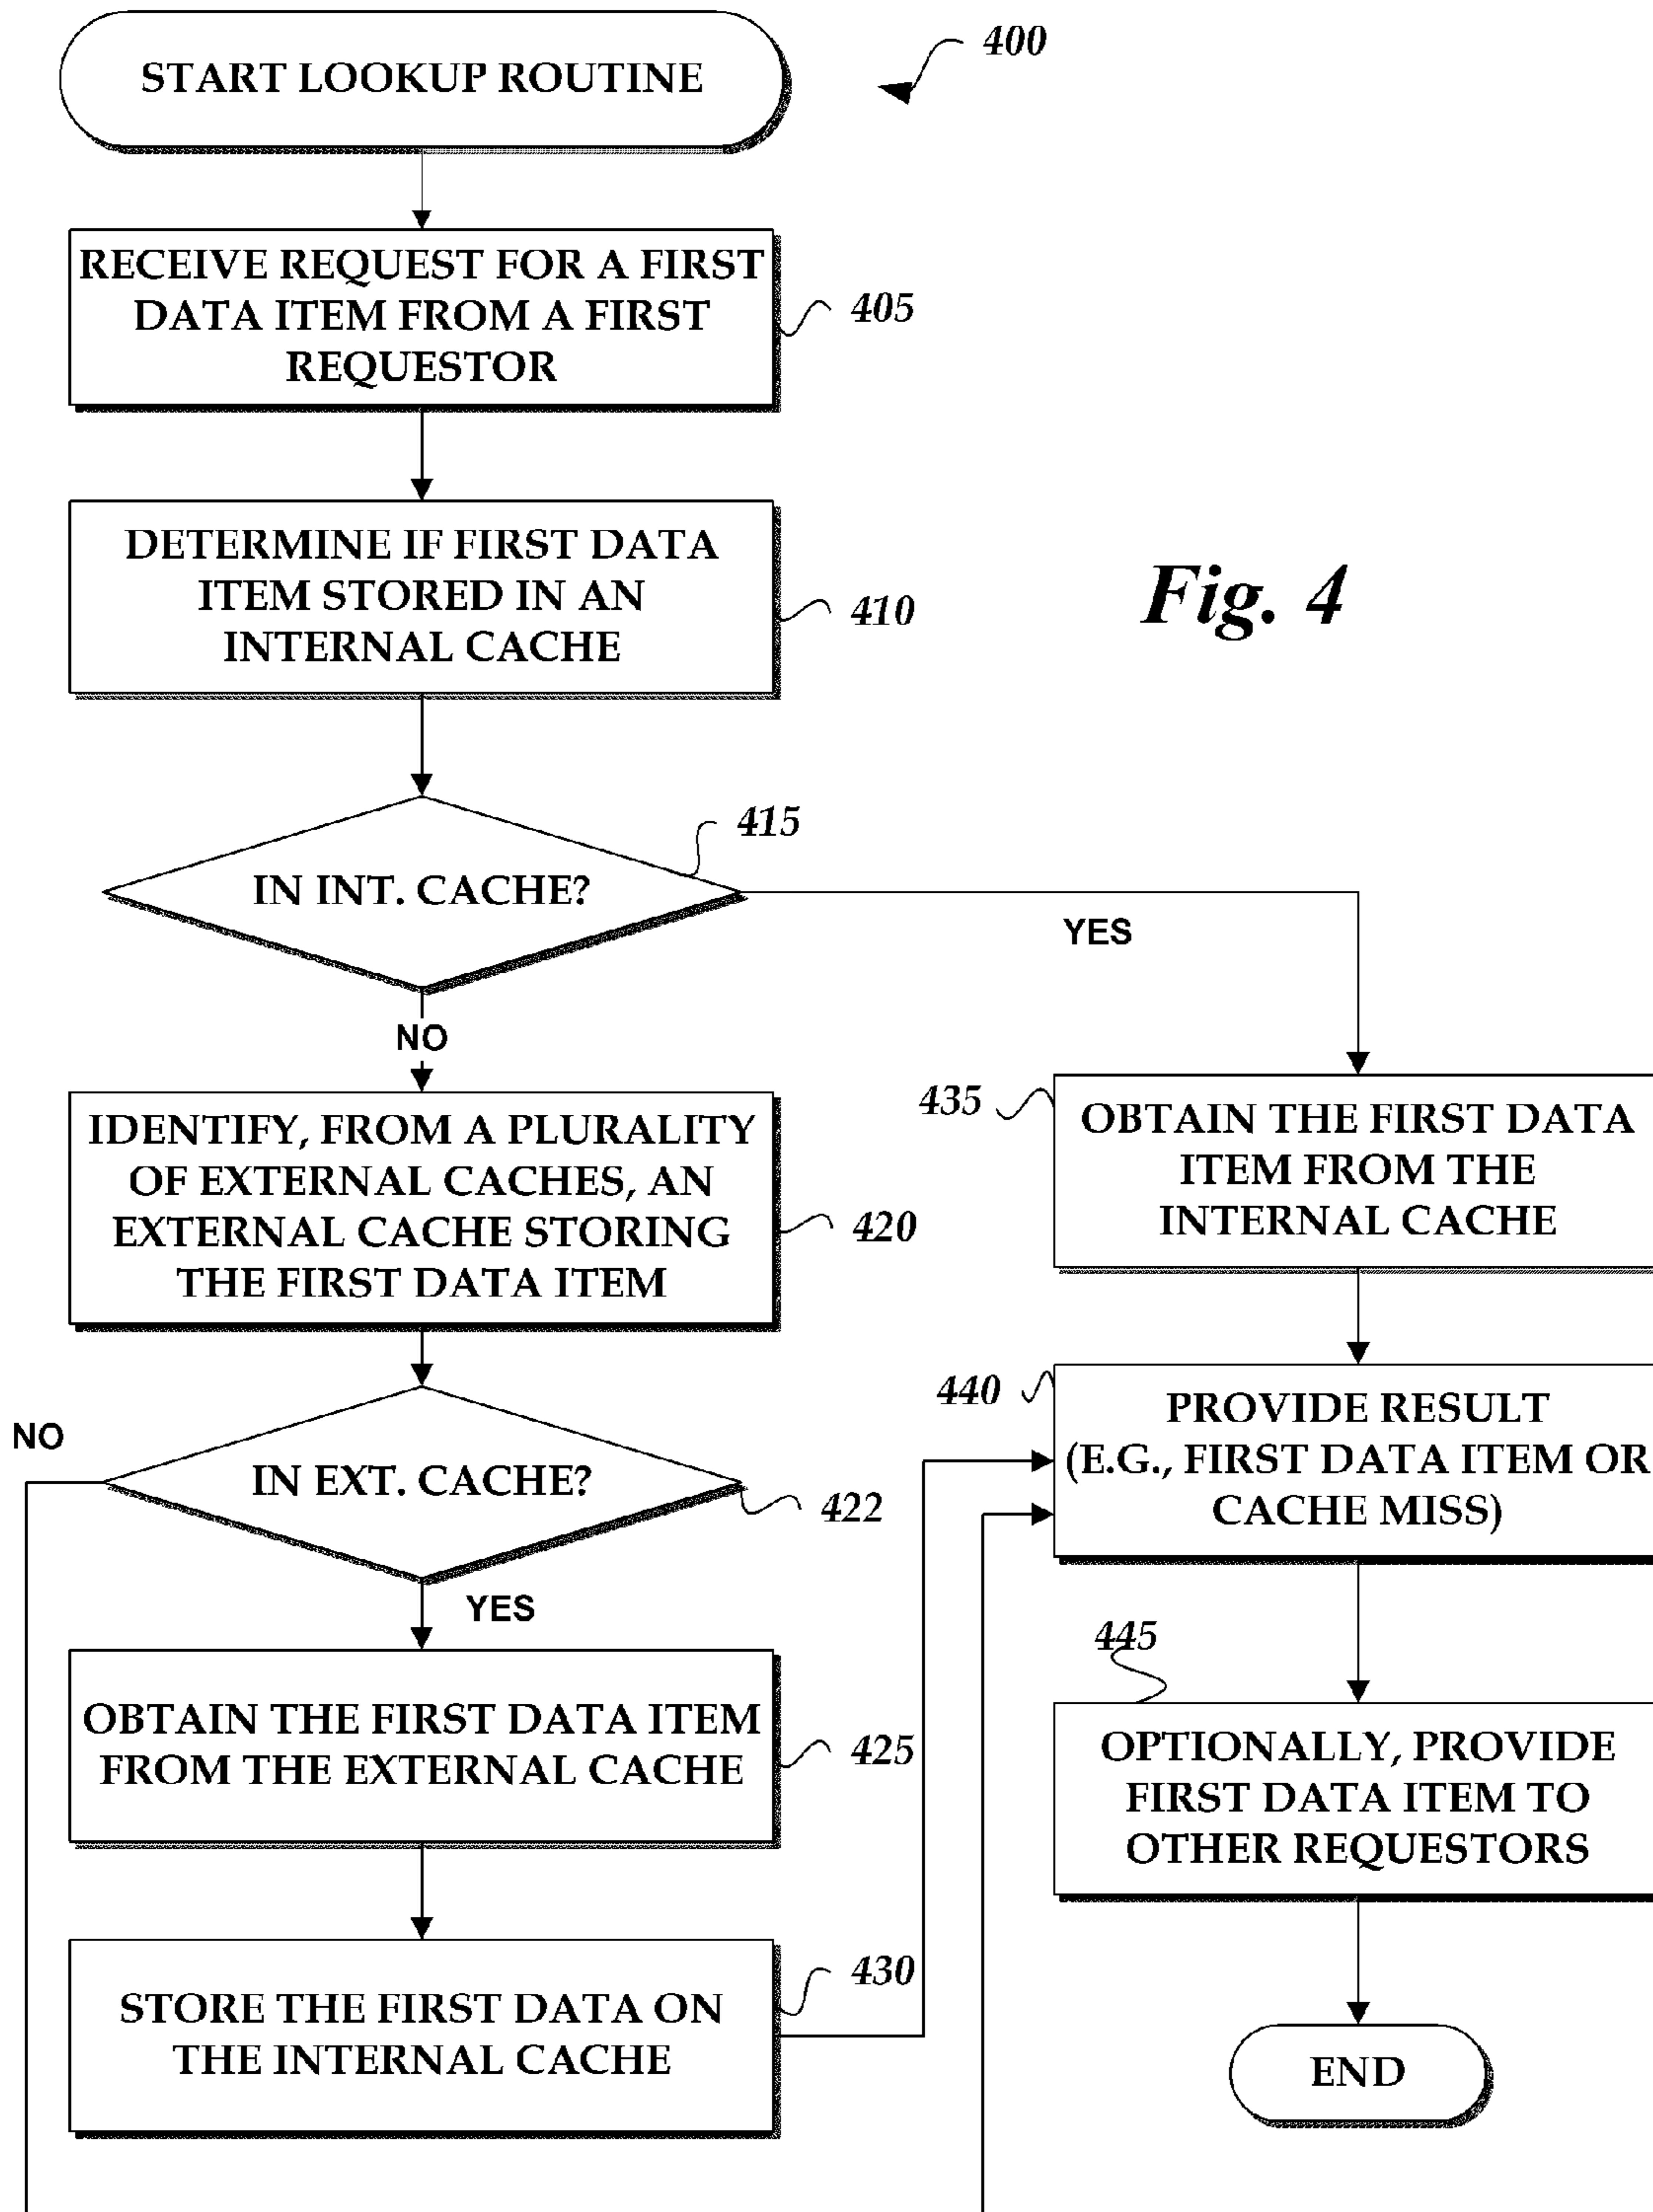 START LOOKUP ROUTINE
400
RECEIVE REQUEST FOR A FIRST
DATA ITEM FROM A FIRST
REQUESTOR
405
DETERMINE IF FIRST DATA
ITEM STORED IN AN
INTERNAL CACHE
410
Fig. 4
IN INT. CACHE?
415
YES
NO
IDENTIFY, FROM A PLURALITY
OF EXTERNAL CACHES, AN
EXTERNAL CACHE STORING
THE FIRST DATA ITEM
420
IN EXT. CACHE?
422
NO
YES
OBTAIN THE FIRST DATA ITEM
FROM THE EXTERNAL CACHE
425
STORE THE FIRST DATA ON
THE INTERNAL CACHE
430
435
OBTAIN THE FIRST DATA
ITEM FROM THE
INTERNAL CACHE
440
PROVIDE RESULT
(E.G., FIRST DATA ITEM OR
CACHE MISS)
445
OPTIONALLY, PROVIDE
FIRST DATA ITEM TO
OTHER REQUESTORS
END